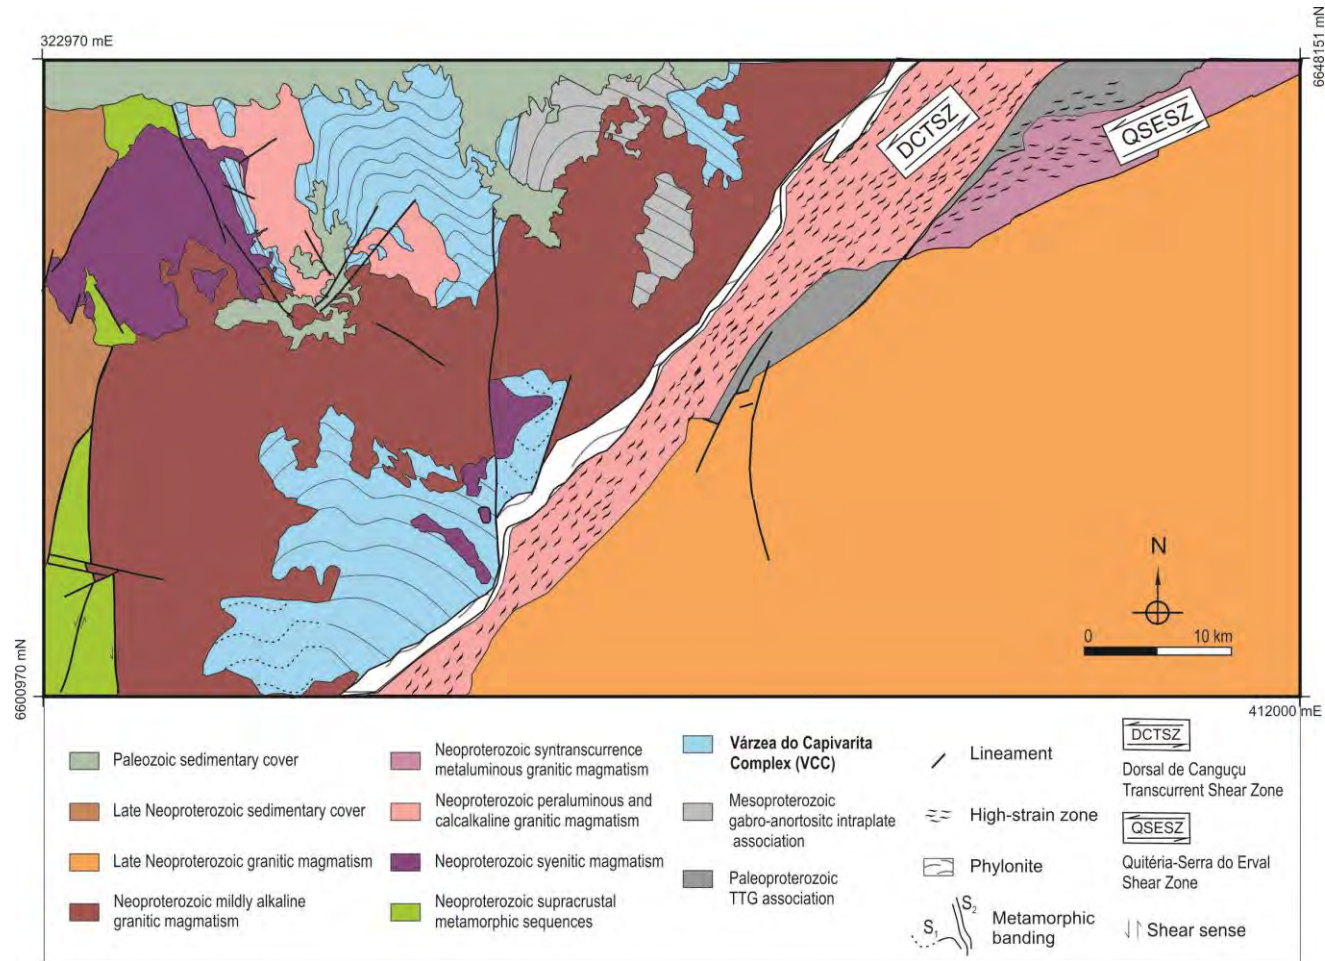 322970 mE
6648151 mN
DCTSZ
QSESZ
N
0 10 km
6600970 mN
412000 mE
Paleozoic sedimentary cover
Late Neoproterozoic sedimentary cover
Late Neoproterozoic granitic magmatism
Neoproterozoic mildly alkaline
granitic magmatism
Neoproterozoic syntranscurrence
metaluminous granitic magmatism
Neoproterozoic peraluminous and
calcalkaline granitic magmatism
Neoproterozoic syenitic magmatism
Neoproterozoic supracrustal
metamorphic sequences
Várzea do Capivarita
Complex (VCC)
Mesoproterozoic
gabro-anortositc intraplate
association
Paleoproterozoic
TTG association
Lineament
High-strain zone
Phylonite
S1 S2
Metamorphic
banding
DCTSZ
Dorsal de Canguçu
Transcurrent Shear Zone
QSESZ
Quitéria-Serra do Erval
Shear Zone
Shear sense